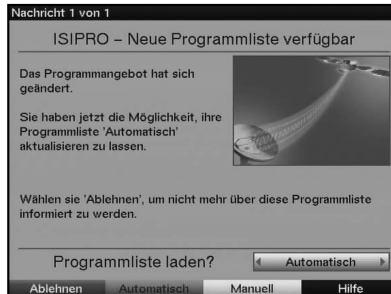 Nachricht 1 von 1
ISIPRO – Neue Programmliste verfügbar
Das Programmangebot hat sich
geändert.
Sie haben jetzt die Möglichkeit, ihre
Programmliste 'Automatisch'
aktualisieren zu lassen.
Wählen sie 'Ablehnen', um nicht mehr über diese Programmliste
informiert zu werden.
Programmliste laden? Automatisch
Ablehnen Automatisch Manuell Hilfe